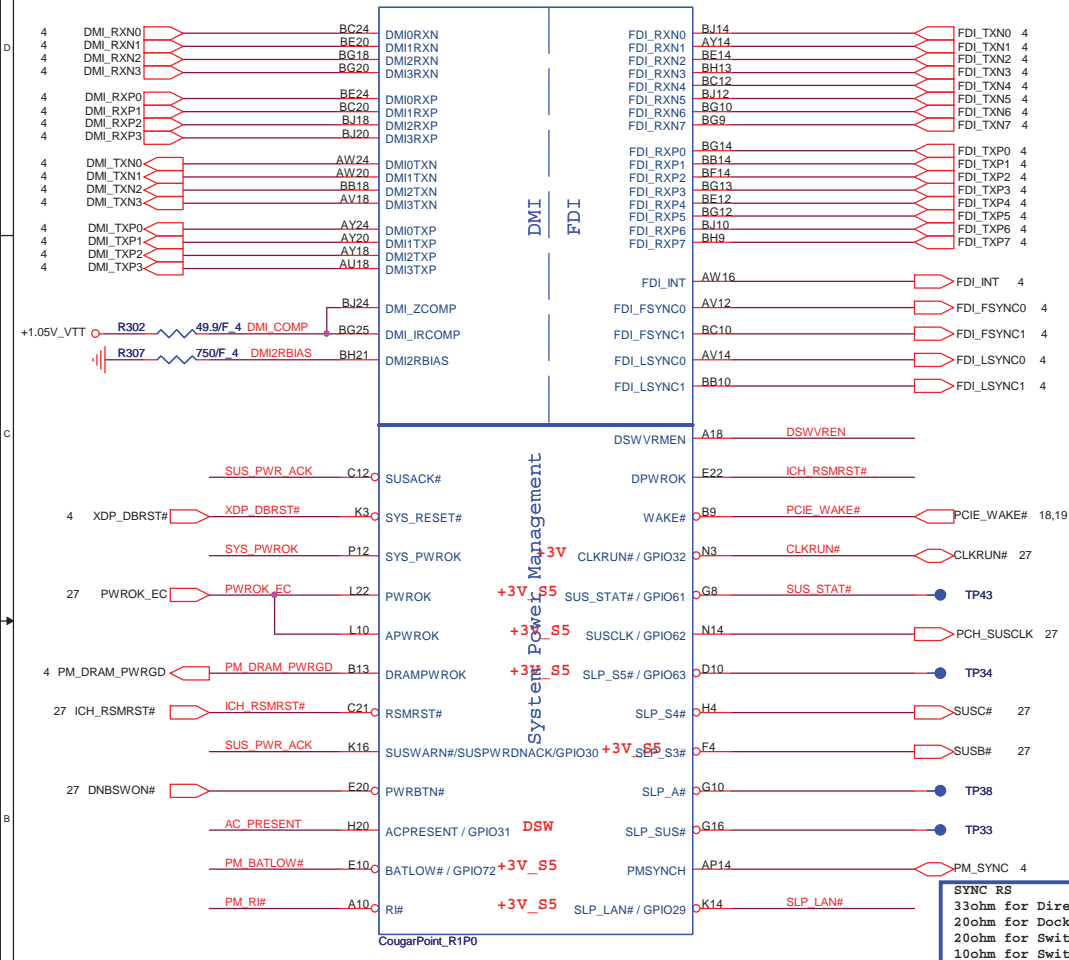 D
4 DMI_RXN0 BC24 DMI0RXN FDI_RXN0 BJ14 FDI_TXN0 4
4 DMI_RXN1 BE20 DMI1RXN FDI_RXN1 AY14 FDI_TXN1 4
4 DMI_RXN2 BG18 DMI2RXN FDI_RXN2 BE14 FDI_TXN2 4
4 DMI_RXN3 BG20 DMI3RXN FDI_RXN3 BH13 FDI_TXN3 4
FDI_RXN4 BC12 FDI_TXN4 4
4 DMI_RXP0 BE24 DMI0RXP FDI_RXN5 BJ12 FDI_TXN5 4
4 DMI_RXP1 BC20 DMI1RXP FDI_RXN6 BG10 FDI_TXN6 4
4 DMI_RXP2 BJ18 DMI2RXP FDI_RXN7 BG9 FDI_TXN7 4
4 DMI_RXP3 BJ20 DMI3RXP
FDI_RXP0 BG14 FDI_TXP0 4
4 DMI_TXN0 AW24 DMI0TXN FDI_RXP1 BB14 FDI_TXP1 4
4 DMI_TXN1 AW20 DMI1TXN FDI_RXP2 BF14 FDI_TXP2 4
4 DMI_TXN2 BB18 DMI2TXN FDI_RXP3 BG13 FDI_TXP3 4
4 DMI_TXN3 AV18 DMI3TXN FDI_RXP4 BE12 FDI_TXP4 4
FDI_RXP5 BG12 FDI_TXP5 4
4 DMI_TXP0 AY24 DMI0TXP FDI_RXP6 BJ10 FDI_TXP6 4
4 DMI_TXP1 AY20 DMI1TXP FDI_RXP7 BH9 FDI_TXP7 4
4 DMI_TXP2 AY18 DMI2TXP
4 DMI_TXP3 AU18 DMI3TXP
DMI
FDI
FDI_INT AW16 FDI_INT 4
BJ24 DMI_ZCOMP FDI_FSYNC0 AV12 FDI_FSYNC0 4
+1.05V_VTT R302 49.9/F_4 DMI_COMP BG25 DMI_IRCOMP FDI_FSYNC1 BC10 FDI_FSYNC1 4
R307 750/F_4 DMI2RBIAS BH21 DMI2RBIAS FDI_LSYNC0 AV14 FDI_LSYNC0 4
FDI_LSYNC1 BB10 FDI_LSYNC1 4
C
DSWVRMEN A18 DSWVREN
SUS_PWR_ACK C12 SUSACK# DPWROK E22 ICH_RSMRST#
4 XDP_DBRST# XDP_DBRST# K3 SYS_RESET# WAKE# B9 PCIE_WAKE# PCIE_WAKE# 18,19
SYS_PWROK P12 SYS_PWROK +3V CLKRUN# / GPIO32 N3 CLKRUN# CLKRUN# 27
27 PWROK_EC PWROK_EC L22 PWROK +3V_S5 SUS_STAT# / GPIO61 G8 SUS_STAT# TP43
L10 APWROK +3V_S5 SUSCLK / GPIO62 N14 PCH_SUSCLK 27
4 PM_DRAM_PWRGD PM_DRAM_PWRGD B13 DRAMPWROK +3V_S5 SLP_S5# / GPIO63 D10 TP34
27 ICH_RSMRST# ICH_RSMRST# C21 RSMRST# SLP_S4# H4 SUSC# 27
SUS_PWR_ACK K16 SUSWARN#/SUSPWRDNACK/GPIO30 +3V_S5 SLP_S3# F4 SUSB# 27
System Power Management
27 DNBSWON# E20 PWRBTN# SLP_A# G10 TP38
B
AC_PRESENT H20 ACPRESENT / GPIO31 DSW SLP_SUS# G16 TP33
PM_BATLOW# E10 BATLOW# / GPIO72 +3V_S5 PMSYNCH AP14 PM_SYNC 4
PM_RI# A10 RI# +3V_S5 SLP_LAN# / GPIO29 K14 SLP_LAN#
CougarPoint_R1P0
SYNC RS
33ohm for Dire
20ohm for Dock
20ohm for Swit
10ohm for Swit